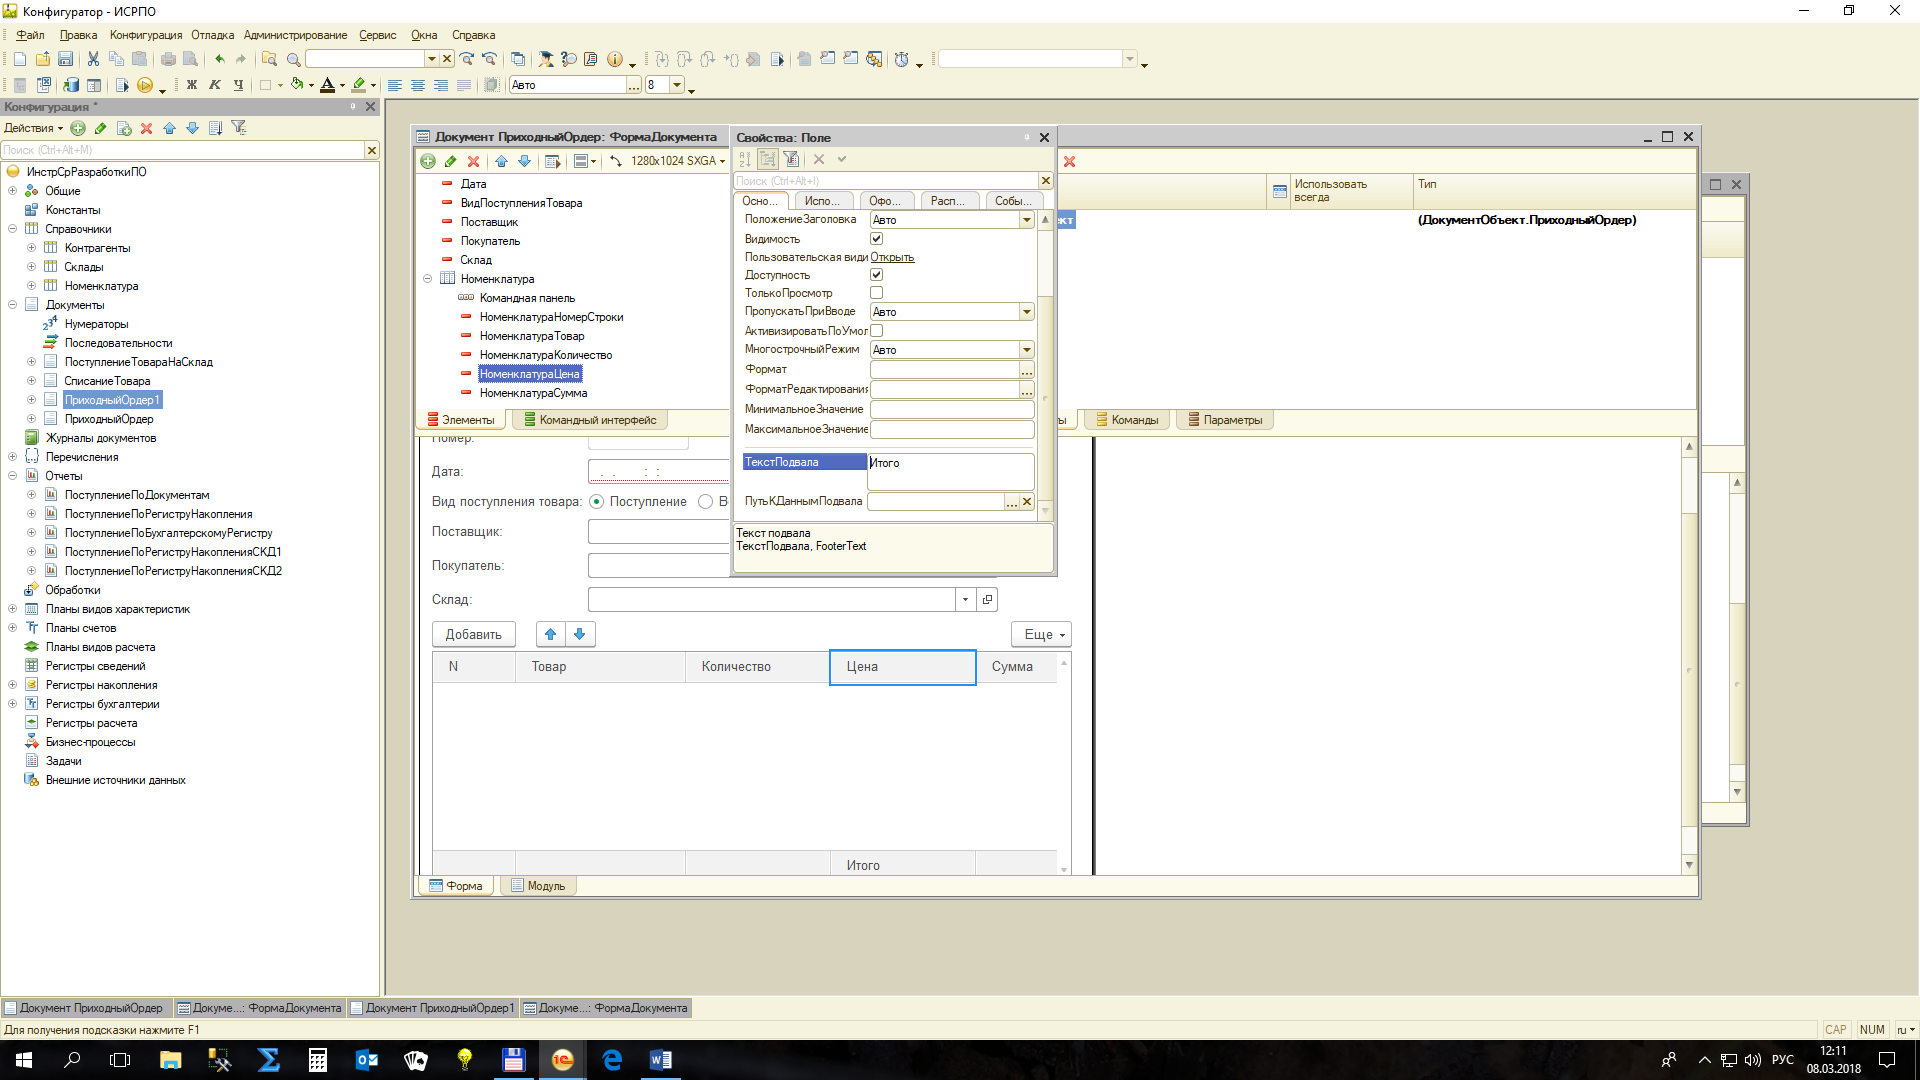 Конфигуратор - ИСРПО
Файл Правка Конфигурация Отладка Администрирование Сервис Окна Справка
Ж К Ч Авто 8
Конфигурация *
Действия
Поиск (Ctrl+Alt+M)
ИнстрСрРазработкиПО
Общие
Константы
Справочники
Контрагенты
Склады
Номенклатура
Документы
Нумераторы
Последовательности
ПоступлениеТовараНаСклад
СписаниеТовара
ПриходныйОрдер1
ПриходныйОрдер
Журналы документов
Перечисления
Отчеты
ПоступлениеПоДокументам
ПоступлениеПоРегиструНакопления
ПоступлениеПоБухгалтерскомуРегистру
ПоступлениеПоРегиструНакопленияСКД1
ПоступлениеПоРегиструНакопленияСКД2
Обработки
Планы видов характеристик
Планы счетов
Планы видов расчета
Регистры сведений
Регистры накопления
Регистры бухгалтерии
Регистры расчета
Бизнес-процессы
Задачи
Внешние источники данных
Документ ПриходныйОрдер: ФормаДокумента
1280x1024 SXGA
Дата
ВидПоступленияТовара
Поставщик
Покупатель
Склад
Номенклатура
Командная панель
НоменклатураНомерСтроки
НоменклатураТовар
НоменклатураКоличество
НоменклатураЦена
НоменклатураСумма
Элементы Командный интерфейс
Свойства: Поле
Поиск (Ctrl+Alt+I)
Осно... Испо... Офо... Расп... Собы...
ПоложениеЗаголовка Авто
Видимость
Пользовательская види Открыть
Доступность
ТолькоПросмотр
ПропускатьПриВводе Авто
АктивизироватьПоУмол
МногострочныйРежим Авто
Формат
ФорматРедактирования
МинимальноеЗначение
МаксимальноеЗначение
ТекстПодвала Итого
ПутьКДаннымПодвала
Текст подвала
ТекстПодвала, FooterText
Использовать всегда Тип
кт (ДокументОбъект.ПриходныйОрдер)
ты Команды Параметры
Номер:
Дата: . . : :
Вид поступления товара: Поступление В
Поставщик:
Покупатель:
Склад:
Добавить Еще
N Товар Количество Цена Сумма
Итого
Форма Модуль
Документ ПриходныйОрдер Докуме...: ФормаДокумента Документ ПриходныйОрдер1 Докуме...: ФормаДокумента
Для получения подсказки нажмите F1 CAP NUM ru
РУС 12:11
08.03.2018